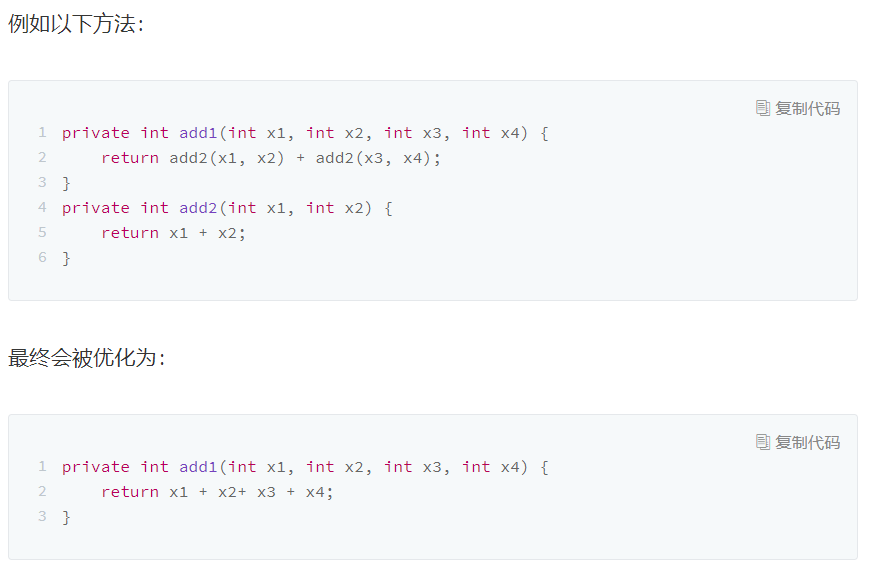 例如以下方法：
复制代码
1 private int add1(int x1, int x2, int x3, int x4) {
2     return add2(x1, x2) + add2(x3, x4);
3 }
4 private int add2(int x1, int x2) {
5     return x1 + x2;
6 }
最终会被优化为：
复制代码
1 private int add1(int x1, int x2, int x3, int x4) {
2     return x1 + x2+ x3 + x4;
3 }